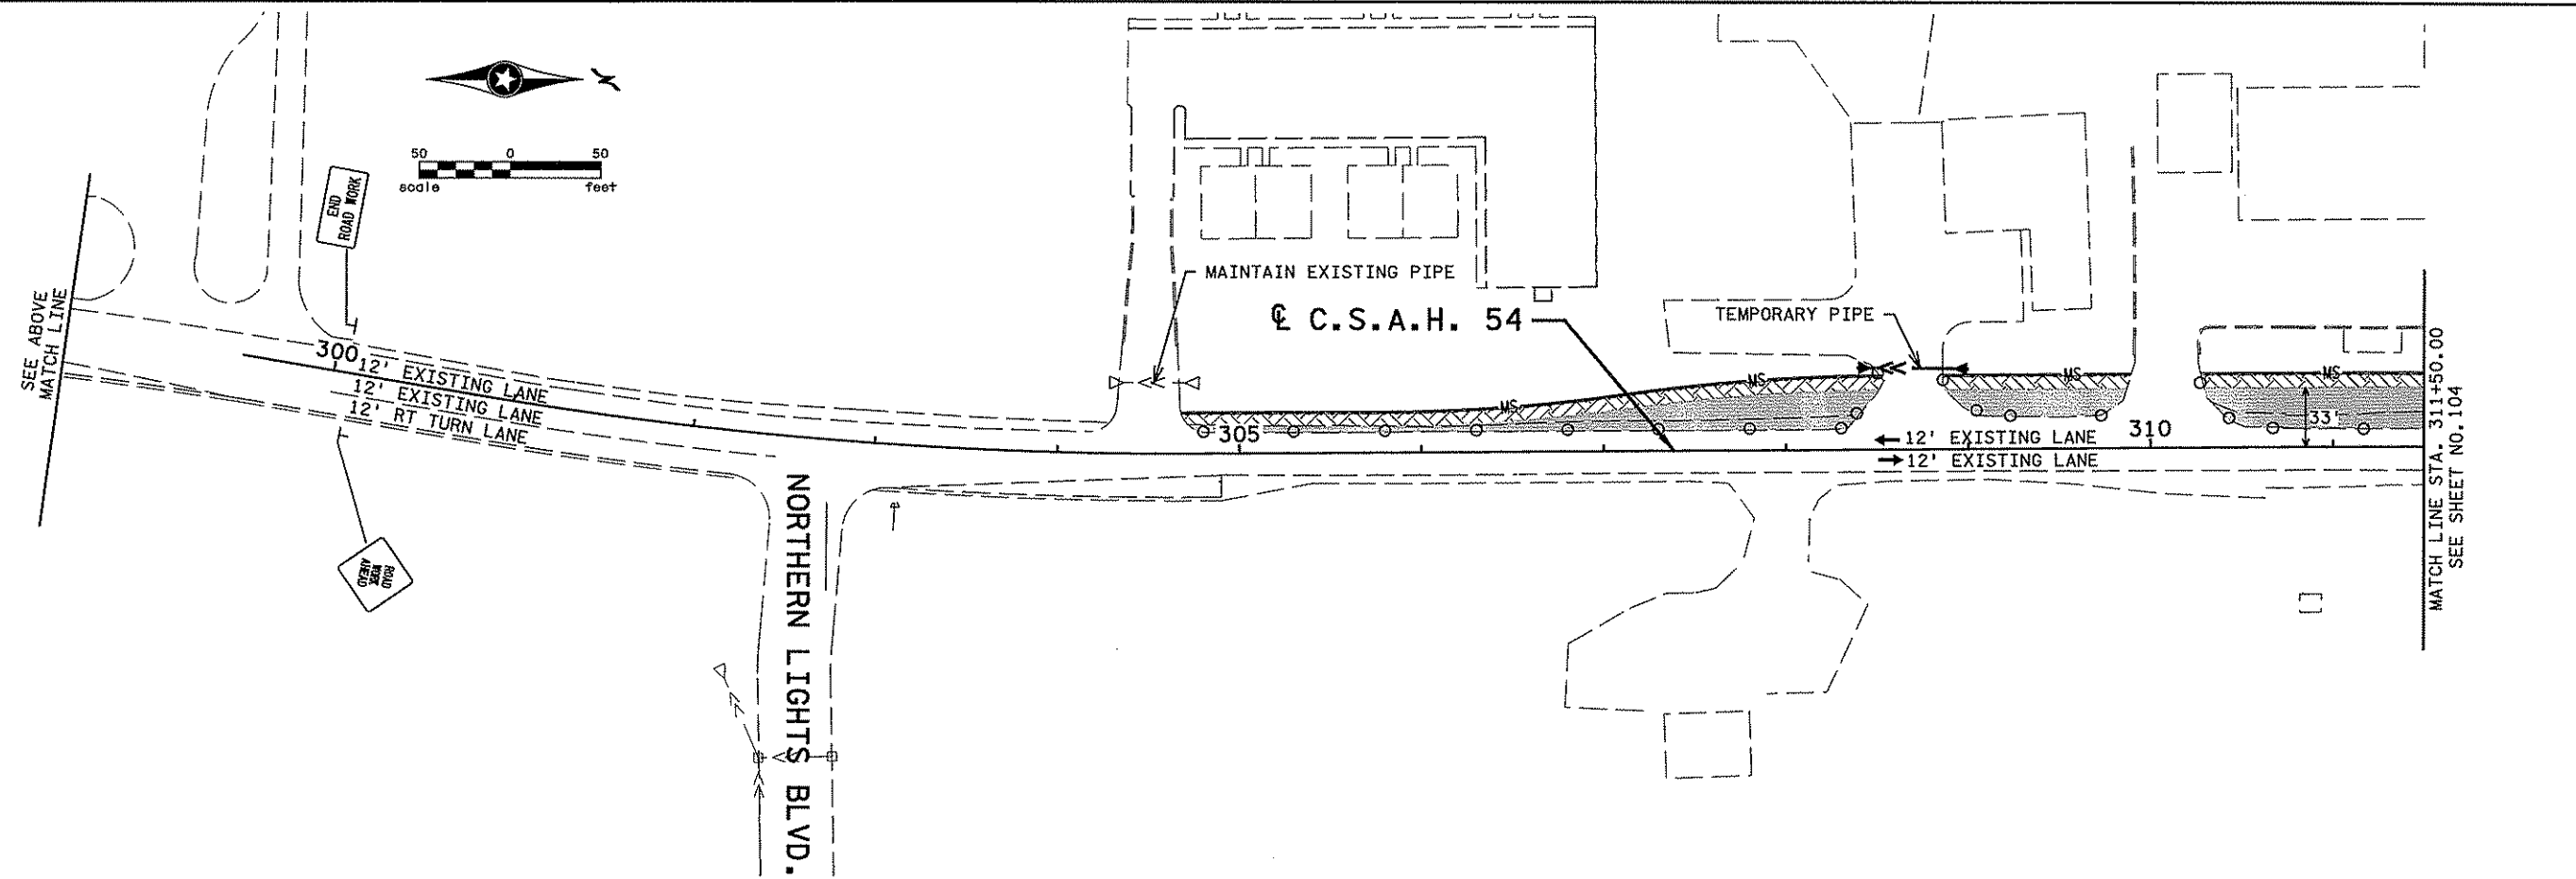 50 0 50
scale feet
END
ROAD WORK
SEE ABOVE
MATCH LINE
300
12' EXISTING LANE
12' EXISTING LANE
12' RT TURN LANE
ROAD
WORK
AHEAD
MAINTAIN EXISTING PIPE
℄ C.S.A.H. 54
TEMPORARY PIPE
MS
MS
MS
MS
305
33'
310
12' EXISTING LANE
12' EXISTING LANE
NORTHERN LIGHTS BLVD.
MATCH LINE STA. 311+50.00
SEE SHEET NO.104